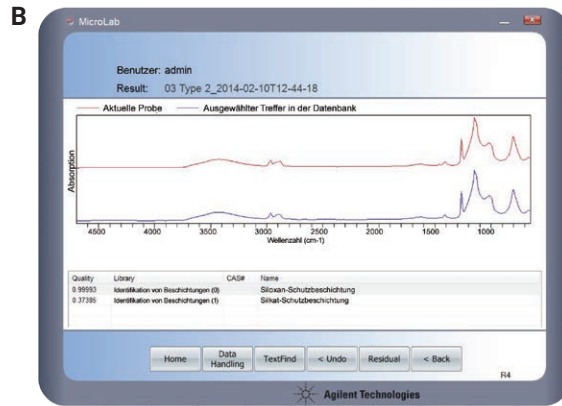 B
MicroLab
Benutzer: admin
Result: 03 Type 2_2014-02-10T12-44-18
Aktuelle Probe Ausgewählter Treffer in der Datenbank
Absorption
4500 4000 3500 3000 2500 2000 1500 1000
Wellenzahl (cm-1)
Quality Library CAS# Name
0.99993 Identifikation von Beschichtungen (0) Siloxan-Schutzbeschichtung
0.37385 Identifikation von Beschichtungen (1) Silkat-Schutzbeschichtung
Home Data Handling TextFind < Undo Residual < Back
R4
Agilent Technologies